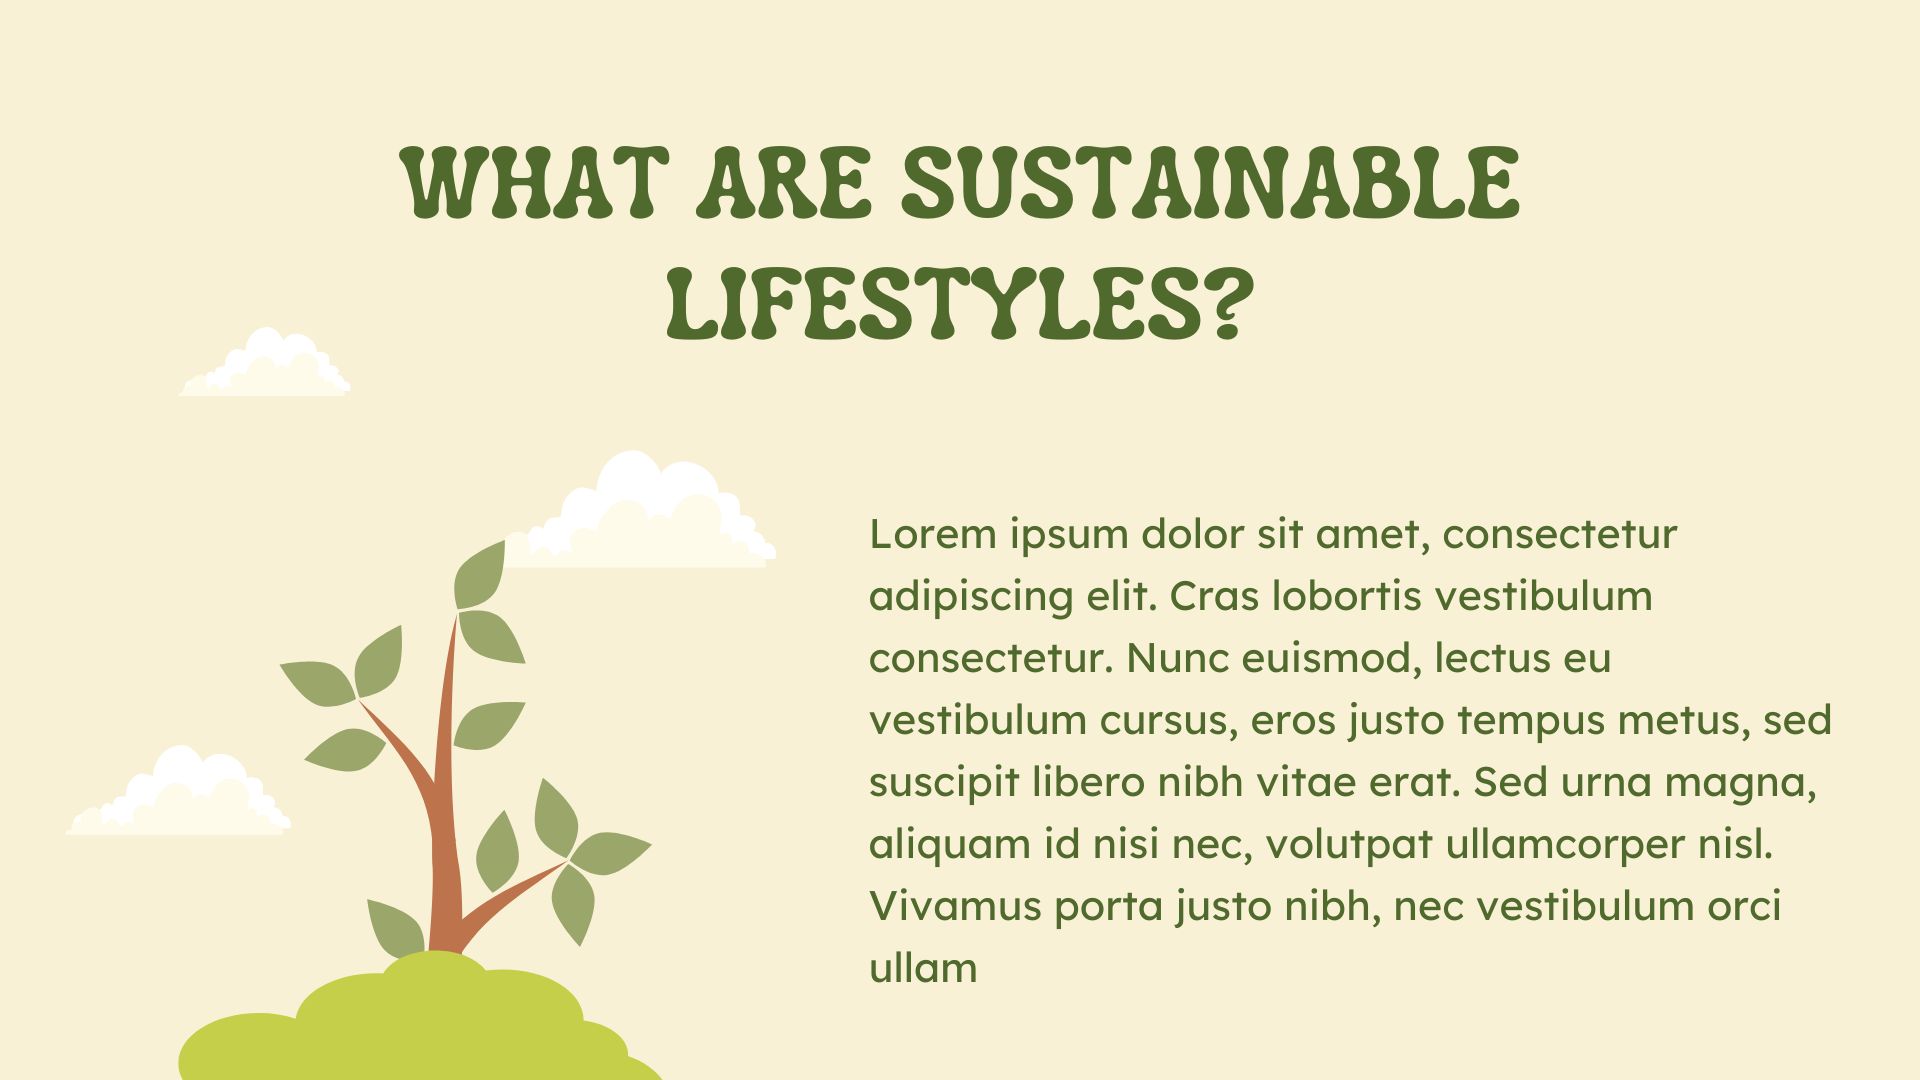 WHAT ARE SUSTAINABLE
LIFESTYLES?
Lorem ipsum dolor sit amet, consectetur
adipiscing elit. Cras lobortis vestibulum
consectetur. Nunc euismod, lectus eu
vestibulum cursus, eros justo tempus metus, sed
suscipit libero nibh vitae erat. Sed urna magna,
aliquam id nisi nec, volutpat ullamcorper nisl.
Vivamus porta justo nibh, nec vestibulum orci
ullam